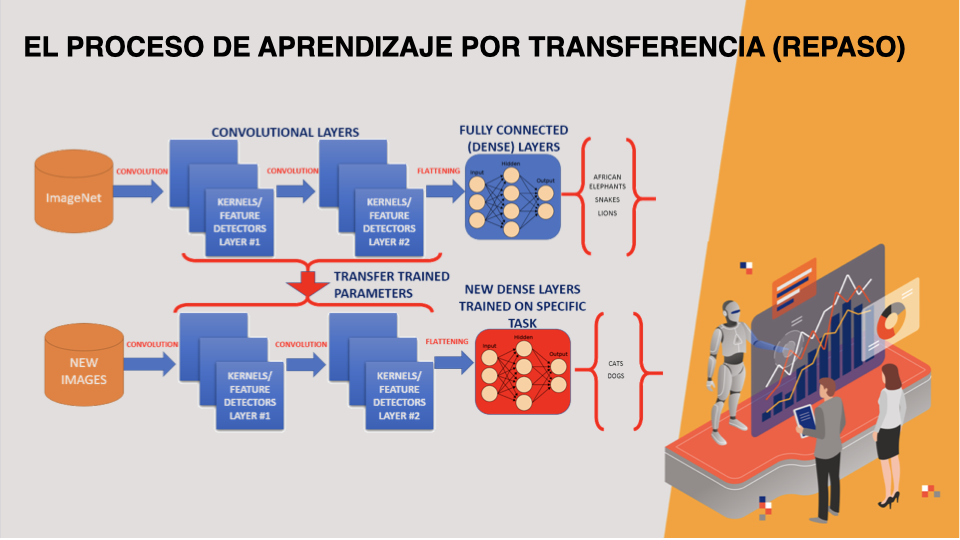 EL PROCESO DE APRENDIZAJE POR TRANSFERENCIA (REPASO)
CONVOLUTIONAL LAYERS
FULLY CONNECTED
(DENSE) LAYERS
ImageNet
CONVOLUTION
KERNELS/
FEATURE
DETECTORS
LAYER #1
CONVOLUTION
KERNELS/
FEATURE
DETECTORS
LAYER #2
FLATTENING
Input
Hidden
Output
AFRICAN
ELEPHANTS
SNAKES
LIONS
TRANSFER TRAINED
PARAMETERS
NEW DENSE LAYERS
TRAINED ON SPECIFIC
TASK
NEW
IMAGES
CONVOLUTION
KERNELS/
FEATURE
DETECTORS
LAYER #1
CONVOLUTION
KERNELS/
FEATURE
DETECTORS
LAYER #2
FLATTENING
Input
Hidden
Output
CATS
DOGS